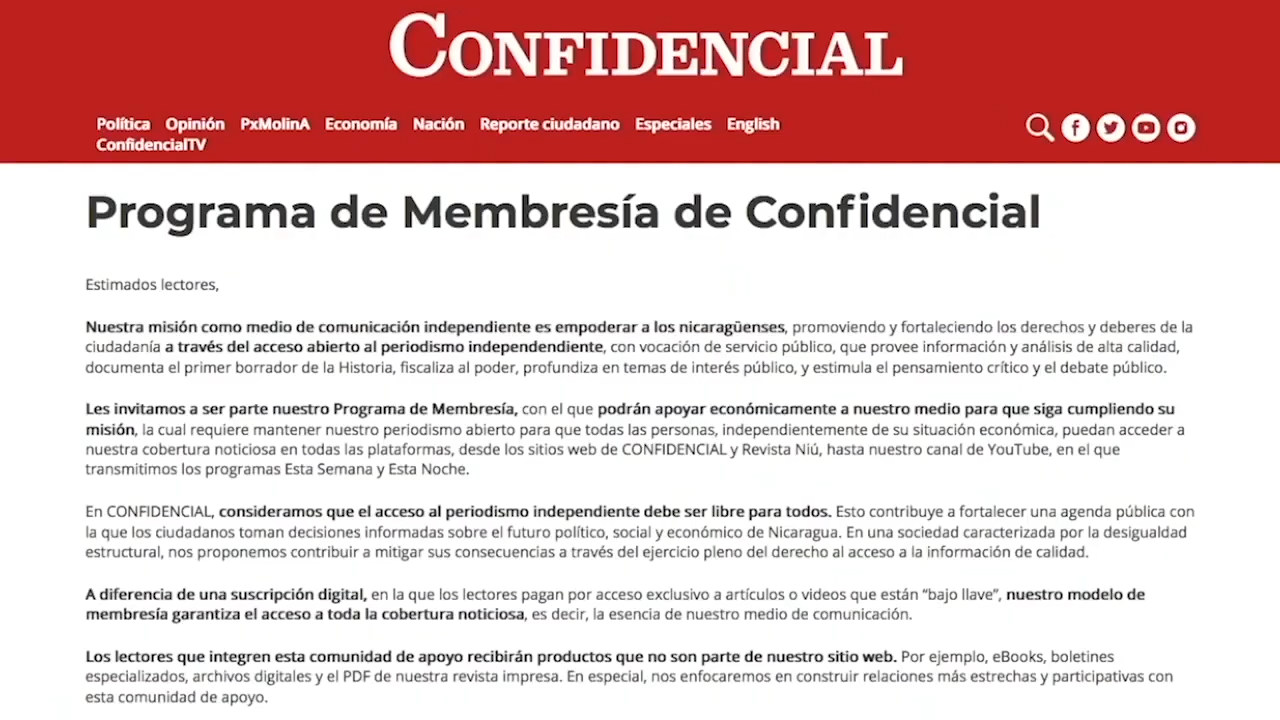 CONFIDENCIAL
Política Opinión PxMolinA Economía Nación Reporte ciudadano Especiales English
ConfidencialTV
Programa de Membresía de Confidencial
Estimados lectores,
Nuestra misión como medio de comunicación independiente es empoderar a los nicaragüenses, promoviendo y fortaleciendo los derechos y deberes de la
ciudadanía a través del acceso abierto al periodismo independendiente, con vocación de servicio público, que provee información y análisis de alta calidad,
documenta el primer borrador de la Historia, fiscaliza al poder, profundiza en temas de interés público, y estimula el pensamiento crítico y el debate público.
Les invitamos a ser parte nuestro Programa de Membresía, con el que podrán apoyar económicamente a nuestro medio para que siga cumpliendo su
misión, la cual requiere mantener nuestro periodismo abierto para que todas las personas, independientemente de su situación económica, puedan acceder a
nuestra cobertura noticiosa en todas las plataformas, desde los sitios web de CONFIDENCIAL y Revista Niú, hasta nuestro canal de YouTube, en el que
transmitimos los programas Esta Semana y Esta Noche.
En CONFIDENCIAL, consideramos que el acceso al periodismo independiente debe ser libre para todos. Esto contribuye a fortalecer una agenda pública con
la que los ciudadanos toman decisiones informadas sobre el futuro político, social y económico de Nicaragua. En una sociedad caracterizada por la desigualdad
estructural, nos proponemos contribuir a mitigar sus consecuencias a través del ejercicio pleno del derecho al acceso a la información de calidad.
A diferencia de una suscripción digital, en la que los lectores pagan por acceso exclusivo a artículos o videos que están “bajo llave”, nuestro modelo de
membresía garantiza el acceso a toda la cobertura noticiosa, es decir, la esencia de nuestro medio de comunicación.
Los lectores que integren esta comunidad de apoyo recibirán productos que no son parte de nuestro sitio web. Por ejemplo, eBooks, boletines
especializados, archivos digitales y el PDF de nuestra revista impresa. En especial, nos enfocaremos en construir relaciones más estrechas y participativas con
esta comunidad de apoyo.